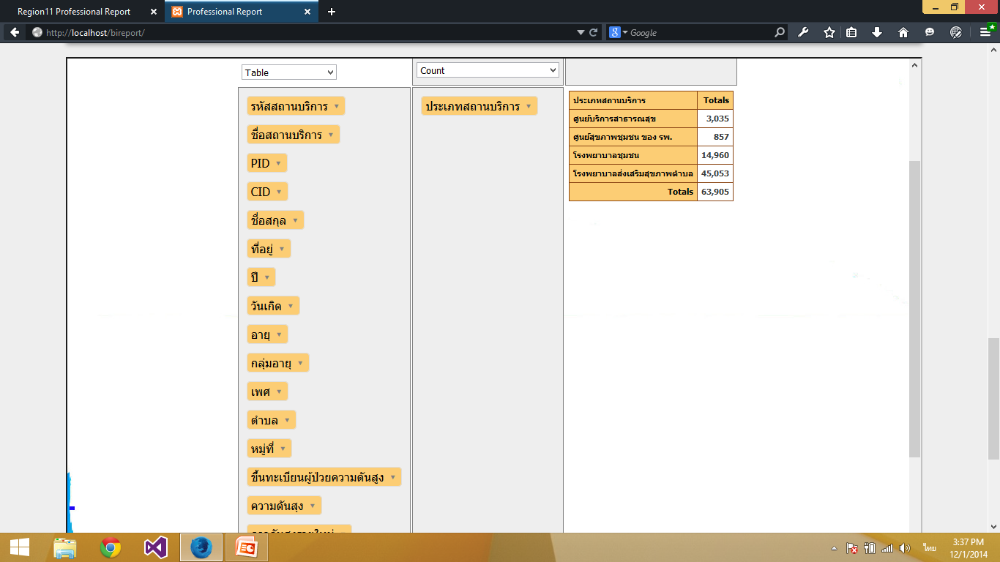 Region11 Professional Report
Professional Report
http://localhost/bireport/
Google
Table
Count
รหัสสถานบริการ
ชื่อสถานบริการ
PID
CID
ชื่อสกุล
ที่อยู่
ปี
วันเกิด
อายุ
กลุ่มอายุ
เพศ
ตำบล
หมู่ที่
ขึ้นทะเบียนผู้ป่วยความดันสูง
ความดันสุง
ประเภทสถานบริการ
ประเภทสถานบริการ Totals
ศูนย์บริการสาธารณสุข 3,035
ศูนย์สุขภาพชุมชน ของ รพ. 857
โรงพยาบาลชุมชน 14,960
โรงพยาบาลส่งเสริมสุขภาพตำบล 45,053
Totals 63,905
ไทย
3:37 PM
12/1/2014